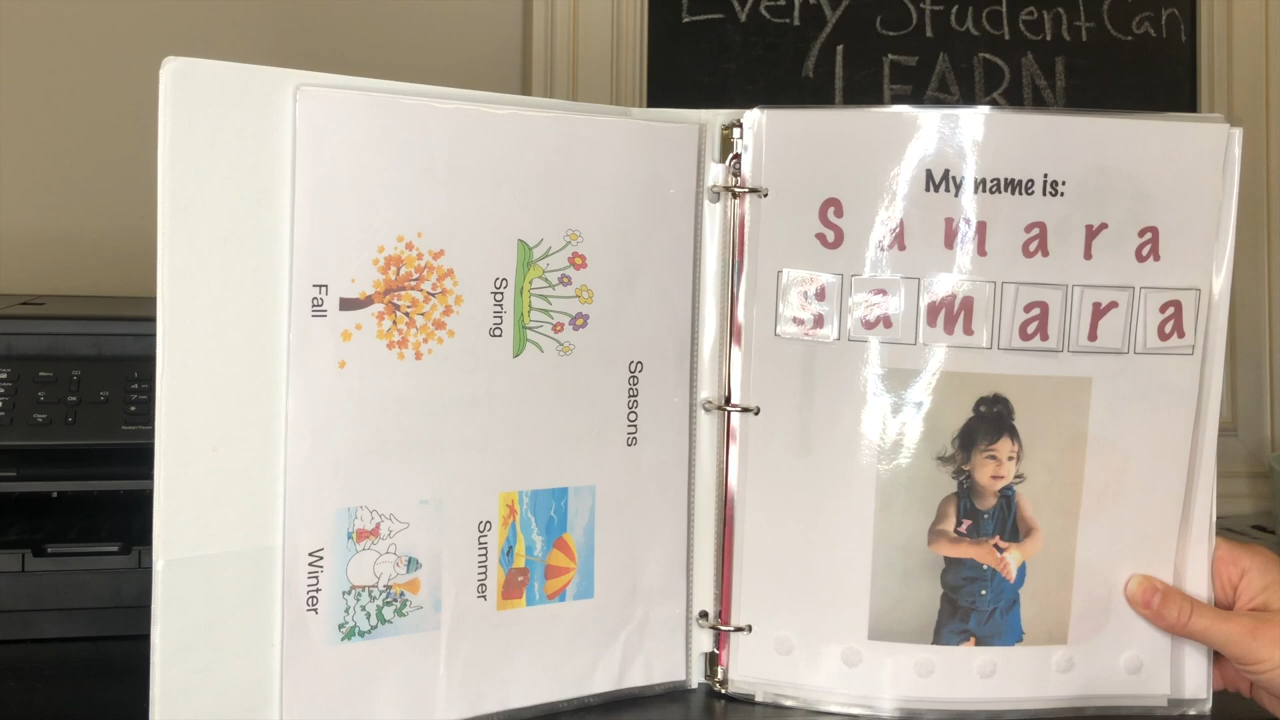 Every Student Can
LEARN
Seasons
Spring
Summer
Fall
Winter
My name is:
Samara
Samara